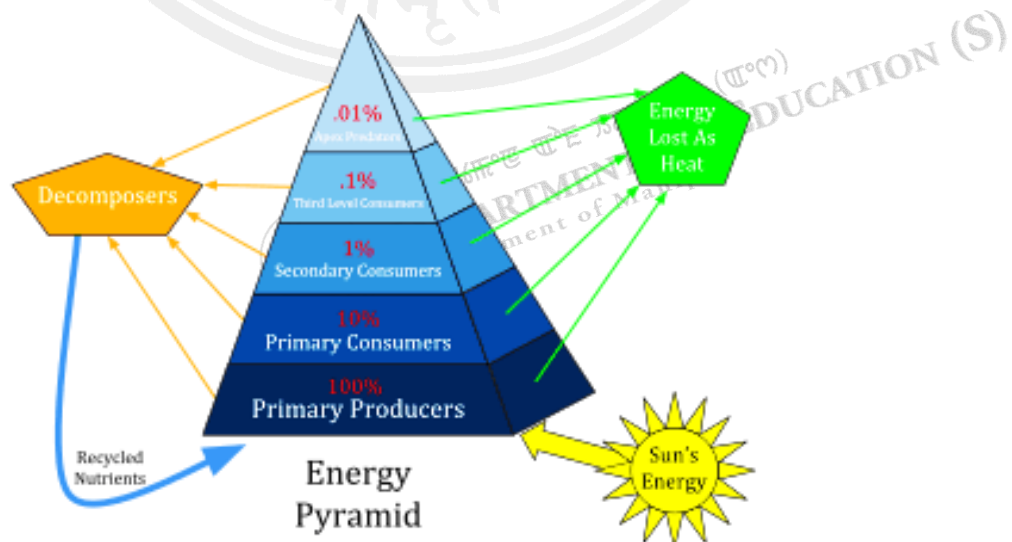 .01%
Apex Predators
.1%
Third Level Consumers
1%
Secondary Consumers
10%
Primary Consumers
100%
Primary Producers
Decomposers
Energy
Lost As
Heat
Recycled
Nutrients
Sun's
Energy
Energy
Pyramid
EDUCATION (S)